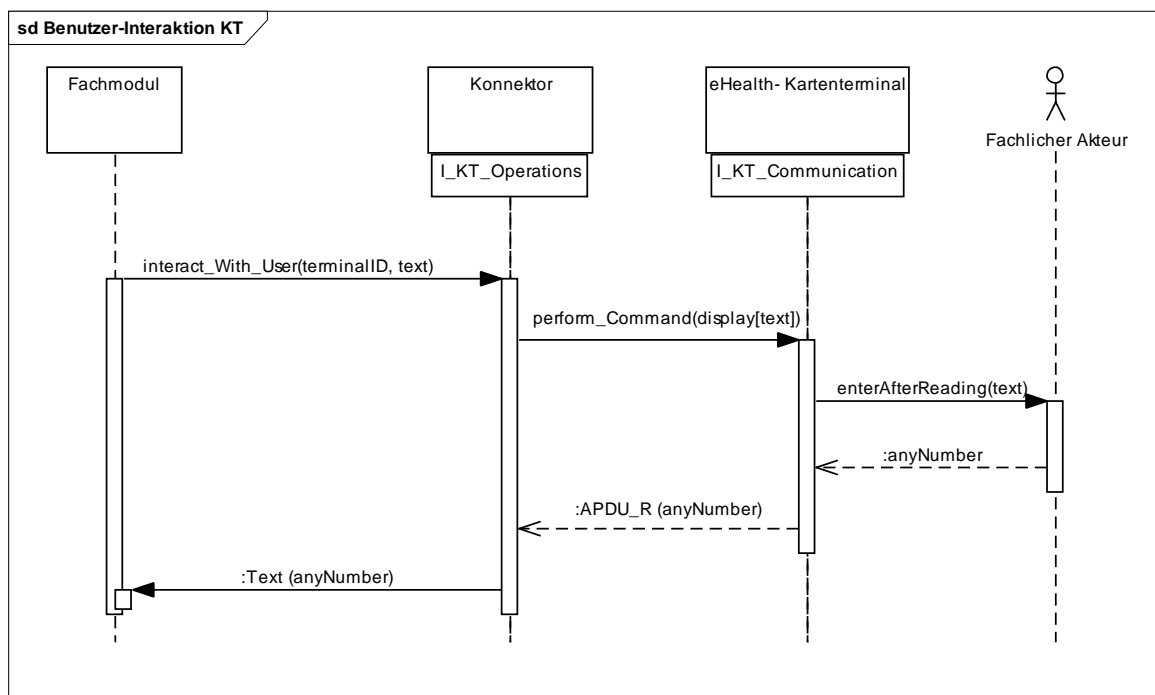 sd Benutzer-Interaktion KT
Fachmodul
Konnektor
eHealth- Kartenterminal
Fachlicher Akteur
I_KT_Operations
I_KT_Communication
interact_With_User(terminalID, text)
perform_Command(display[text])
enterAfterReading(text)
:anyNumber
:APDU_R (anyNumber)
:Text (anyNumber)